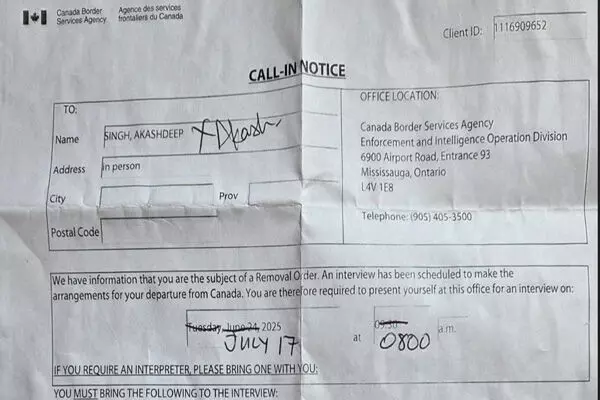 Canada Border Services Agency
Agence des services frontaliers du Canada
Client ID: 1116909652
CALL-IN NOTICE
TO:
Name SINGH, AKASHDEEP
Address in person
City Prov
Postal Code
OFFICE LOCATION:
Canada Border Services Agency
Enforcement and Intelligence Operation Division
6900 Airport Road, Entrance 93
Mississauga, Ontario
L4V 1E8
Telephone: (905) 405-3500
We have information that you are the subject of a Removal Order. An interview has been scheduled to make the
arrangements for your departure from Canada. You are therefore required to present yourself at this office for an interview on:
Tuesday, June 24, 2025 at 09:30 a.m.
JULY 17 0800
IF YOU REQUIRE AN INTERPRETER, PLEASE BRING ONE WITH YOU:
YOU MUST BRING THE FOLLOWING TO THE INTERVIEW: